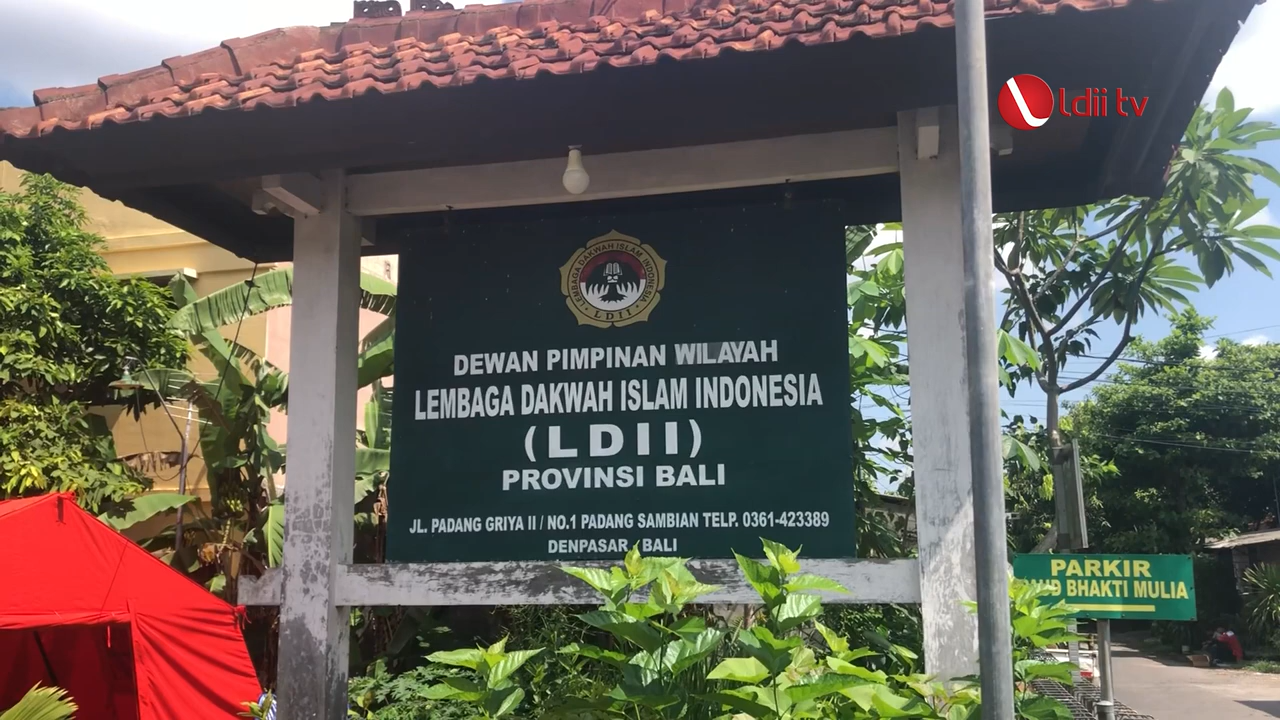 ldii tv
LEMBAGA DAKWAH ISLAM INDONESIA
LDII
DEWAN PIMPINAN WILAYAH
LEMBAGA DAKWAH ISLAM INDONESIA
(LDII)
PROVINSI BALI
JL. PADANG GRIYA II / NO.1 PADANG SAMBIAN TELP. 0361-423389
DENPASAR, BALI
PARKIR
BHAKTI MULIA